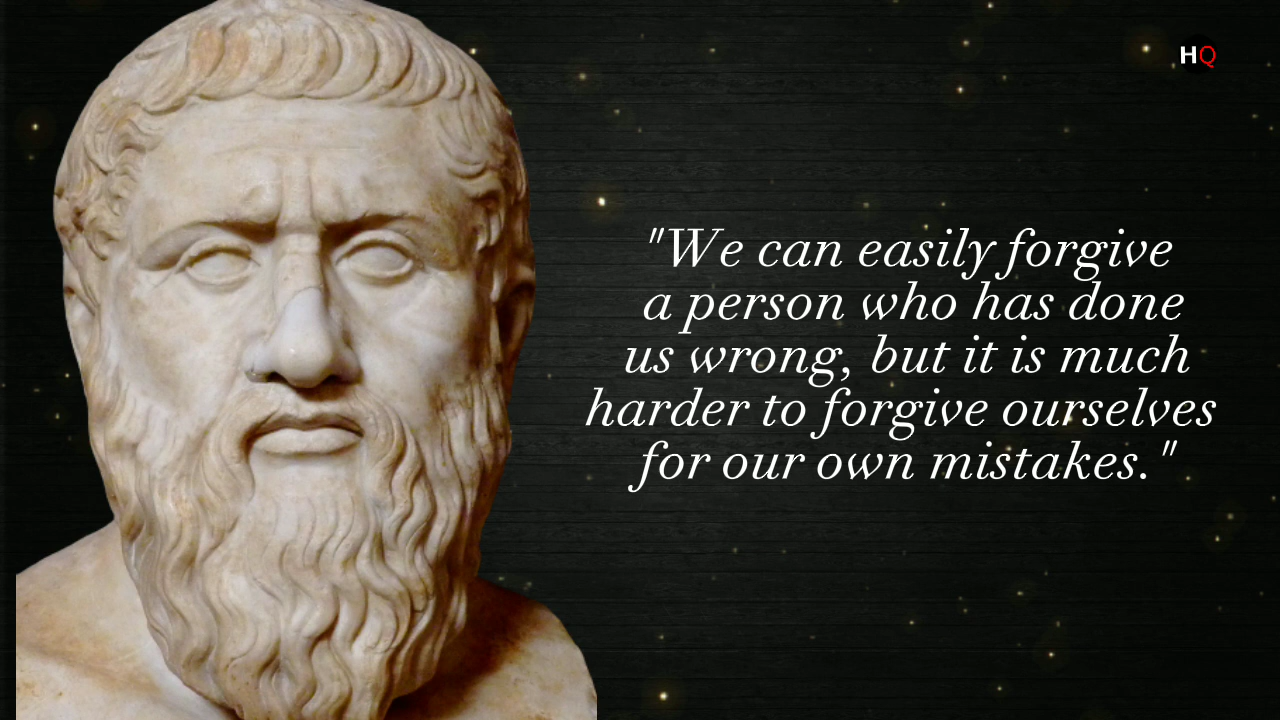 HQ
"We can easily forgive
a person who has done
us wrong, but it is much
harder to forgive ourselves
for our own mistakes."